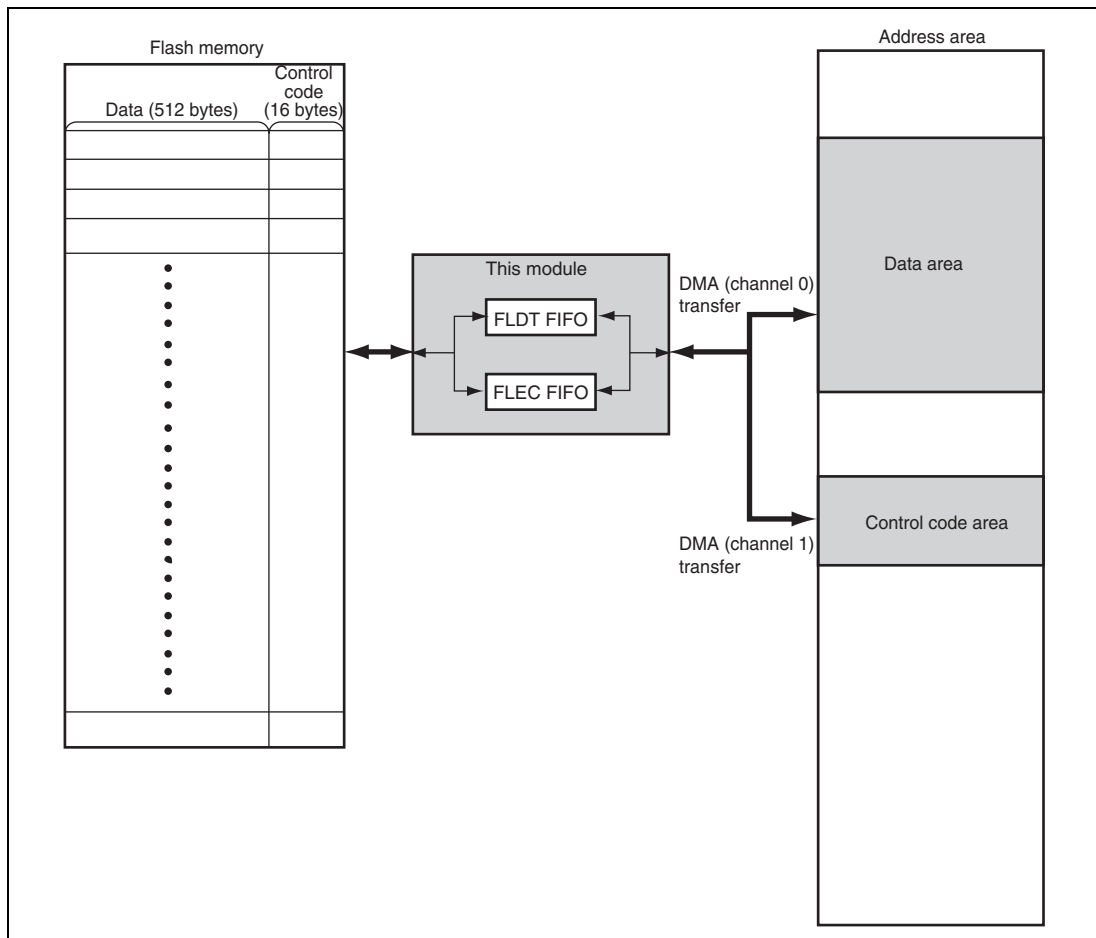 Flash memory
Data (512 bytes)
Control
code
(16 bytes)
This module
FLDT FIFO
FLEC FIFO
DMA (channel 0)
transfer
DMA (channel 1)
transfer
Address area
Data area
Control code area